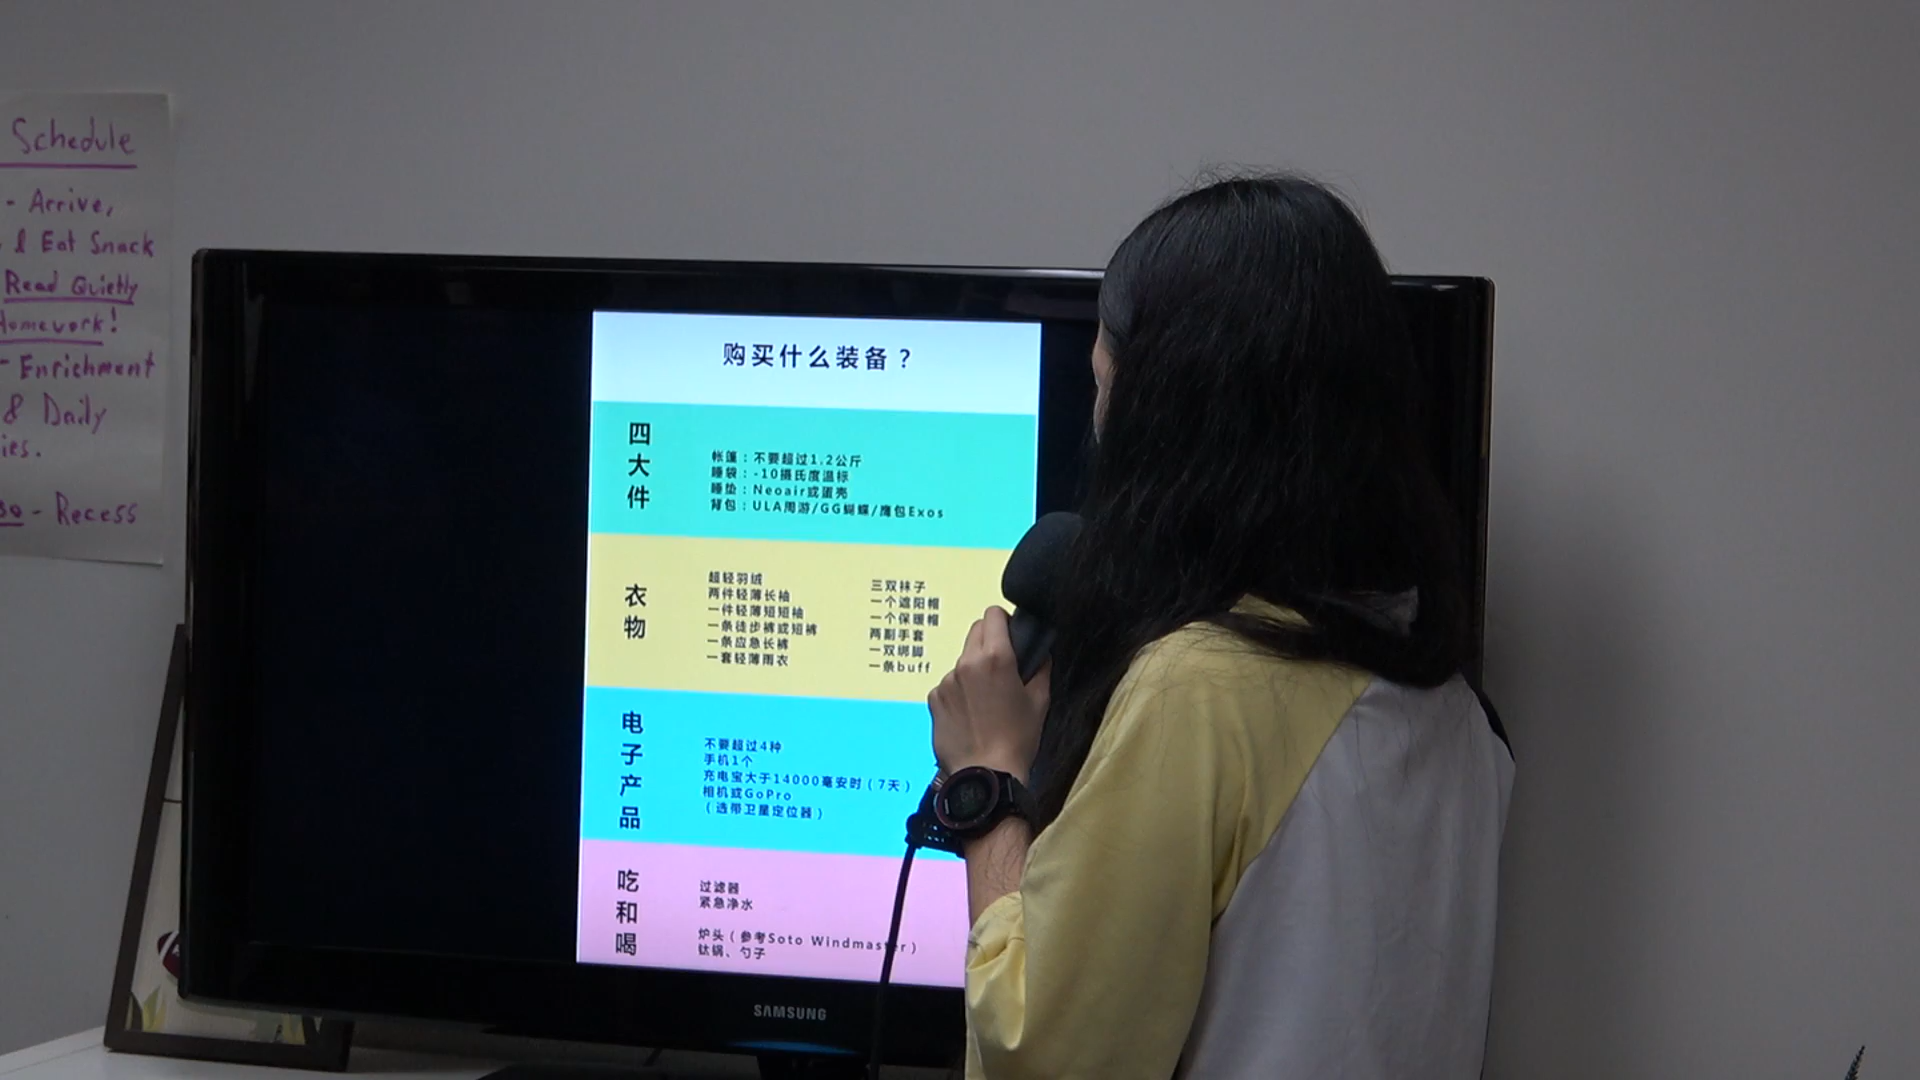 Schedule
- Arrive,
& Eat Snack
Read Quietly
Homework!
- Enrichment
& Daily
ies.
30 - Recess
购买什么装备？
四大件
帐篷：不要超过1.2公斤
睡袋：-10摄氏度温标
睡垫：Neoair或蛋壳
背包：ULA周游/GG蝴蝶/鹰包Exos
衣物
超轻羽绒
两件轻薄长袖
一件轻薄短短袖
一条徒步裤或短裤
一条应急长裤
一套轻薄雨衣
三双袜子
一个遮阳帽
一个保暖帽
两副手套
一双绑脚
一条buff
电子产品
不要超过4种
手机1个
充电宝大于14000毫安时（7天）
相机或GoPro
（选带卫星定位器）
吃和喝
过滤器
紧急净水
炉头（参考Soto Windmaster）
钛锅、勺子
SAMSUNG